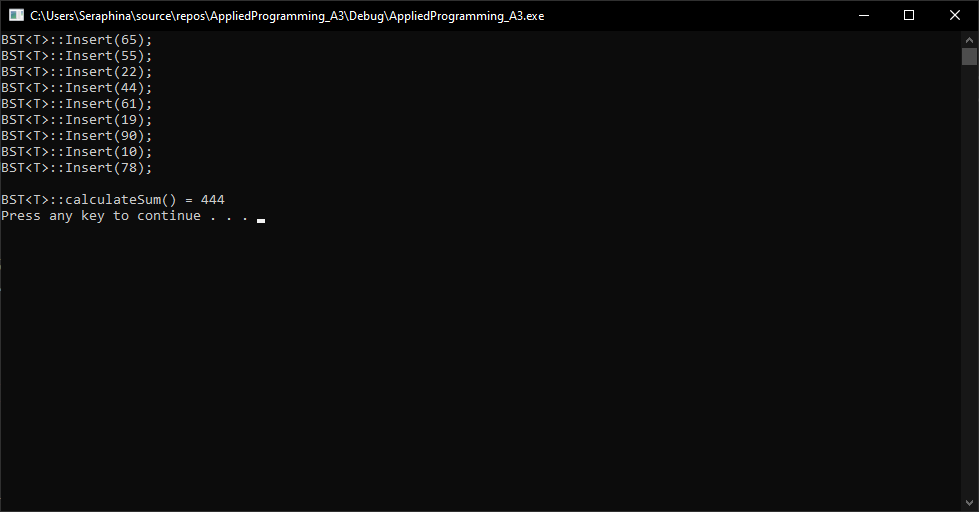 C:\Users\Seraphina\source\repos\AppliedProgramming_A3\Debug\AppliedProgramming_A3.exe
BST<T>::Insert(65);
BST<T>::Insert(55);
BST<T>::Insert(22);
BST<T>::Insert(44);
BST<T>::Insert(61);
BST<T>::Insert(19);
BST<T>::Insert(90);
BST<T>::Insert(10);
BST<T>::Insert(78);
BST<T>::calculateSum() = 444
Press any key to continue . . .